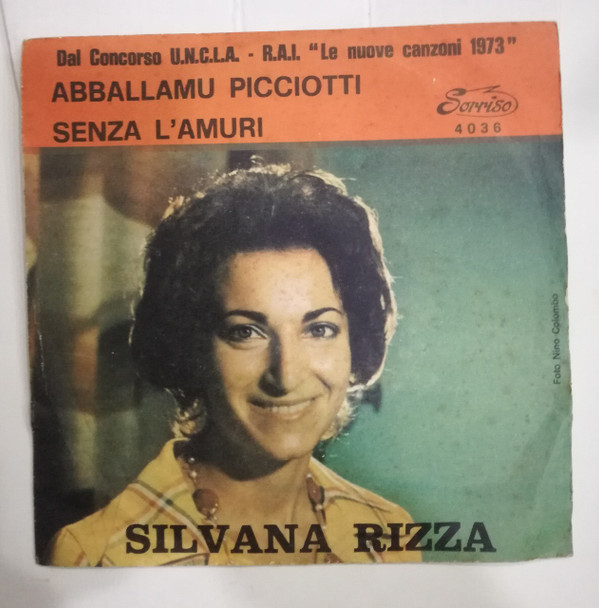 Dal Concorso U.N.C.L.A. - R.A.I. "Le nuove canzoni 1973"
ABBALLAMU PICCIOTTI
SENZA L'AMURI
Sorriso
4036
Foto Nino Colombo
SILVANA RIZZA